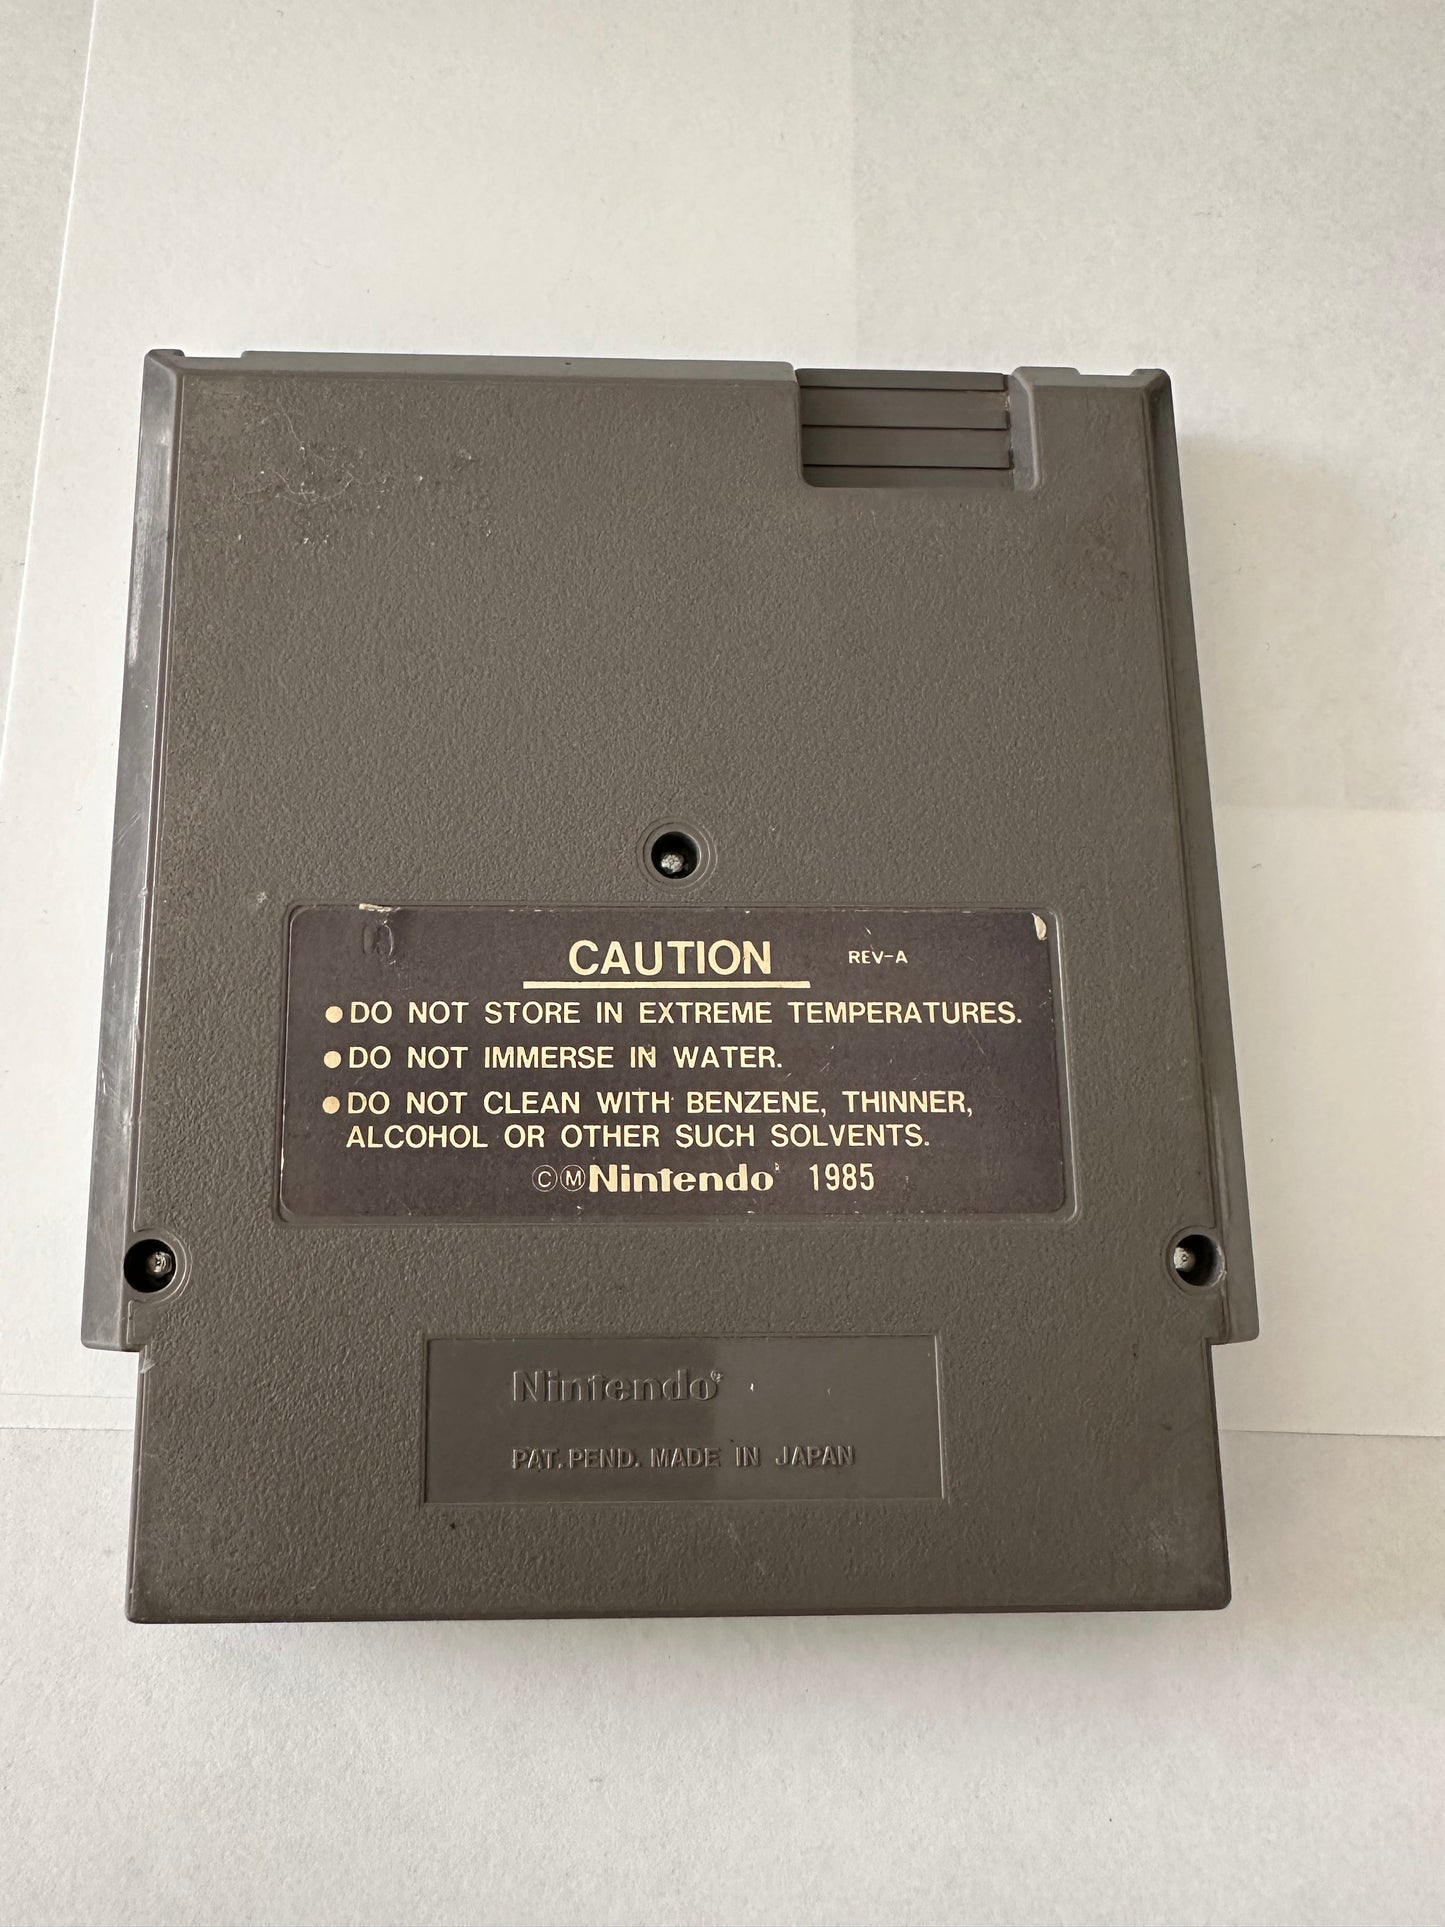 CAUTION REV-A
●DO NOT STORE IN EXTREME TEMPERATURES.
●DO NOT IMMERSE IN WATER.
●DO NOT CLEAN WITH BENZENE, THINNER,
ALCOHOL OR OTHER SUCH SOLVENTS.
ⒸⓂNintendo® 1985
Nintendo®
PAT. PEND. MADE IN JAPAN